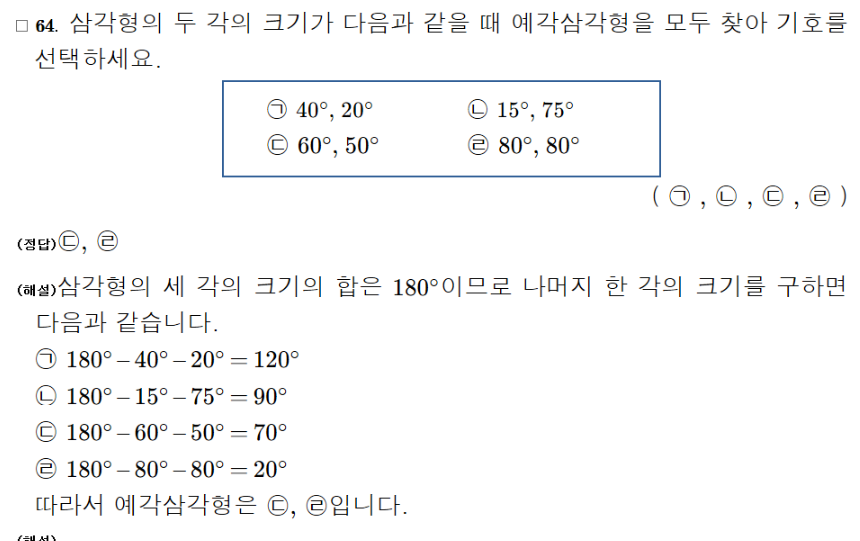 □ 64. 삼각형의 두 각의 크기가 다음과 같을 때 예각삼각형을 모두 찾아 기호를
선택하세요.
㉠ 40°, 20° ㉡ 15°, 75°
㉢ 60°, 50° ㉣ 80°, 80°
( ㉠ , ㉡ , ㉢ , ㉣ )
(정답)㉢, ㉣
(해설)삼각형의 세 각의 크기의 합은 180°이므로 나머지 한 각의 크기를 구하면
다음과 같습니다.
㉠ 180° – 40° – 20° = 120°
㉡ 180° – 15° – 75° = 90°
㉢ 180° – 60° – 50° = 70°
㉣ 180° – 80° – 80° = 20°
따라서 예각삼각형은 ㉢, ㉣입니다.